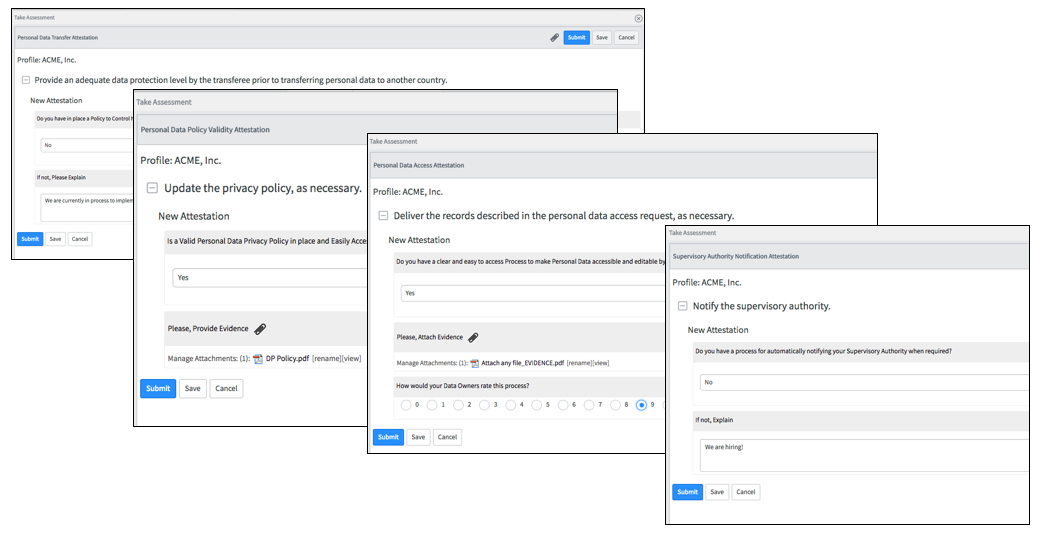 Take Assessment
Personal Data Transfer Attestation
Submit Save Cancel
Profile: ACME, Inc.
Provide an adequate data protection level by the transferee prior to transferring personal data to another country.
New Attestation
Do you have in place a Policy to Control
No
If not, Please Explain
We are currently in process to implem
Submit Save Cancel
Take Assessment
Personal Data Policy Validity Attestation
Profile: ACME, Inc.
Update the privacy policy, as necessary.
New Attestation
Is a Valid Personal Data Privacy Policy in place and Easily Acce
Yes
Please, Provide Evidence
Manage Attachments: (1): DP Policy.pdf [rename][view]
Submit Save Cancel
Take Assessment
Personal Data Access Attestation
Profile: ACME, Inc.
Deliver the records described in the personal data access request, as necessary.
New Attestation
Do you have a clear and easy to access Process to make Personal Data accessible and editable by
Yes
Please, Attach Evidence
Manage Attachments: (1): Attach any file_EVIDENCE.pdf [rename][view]
How would your Data Owners rate this process?
0 1 2 3 4 5 6 7 8 9
Submit Save Cancel
Take Assessment
Supervisory Authority Notification Attestation
Profile: ACME, Inc.
Notify the supervisory authority.
New Attestation
Do you have a process for automatically notifying your Supervisory Authority when required?
No
If not, Explain
We are hiring!
Submit Save Cancel